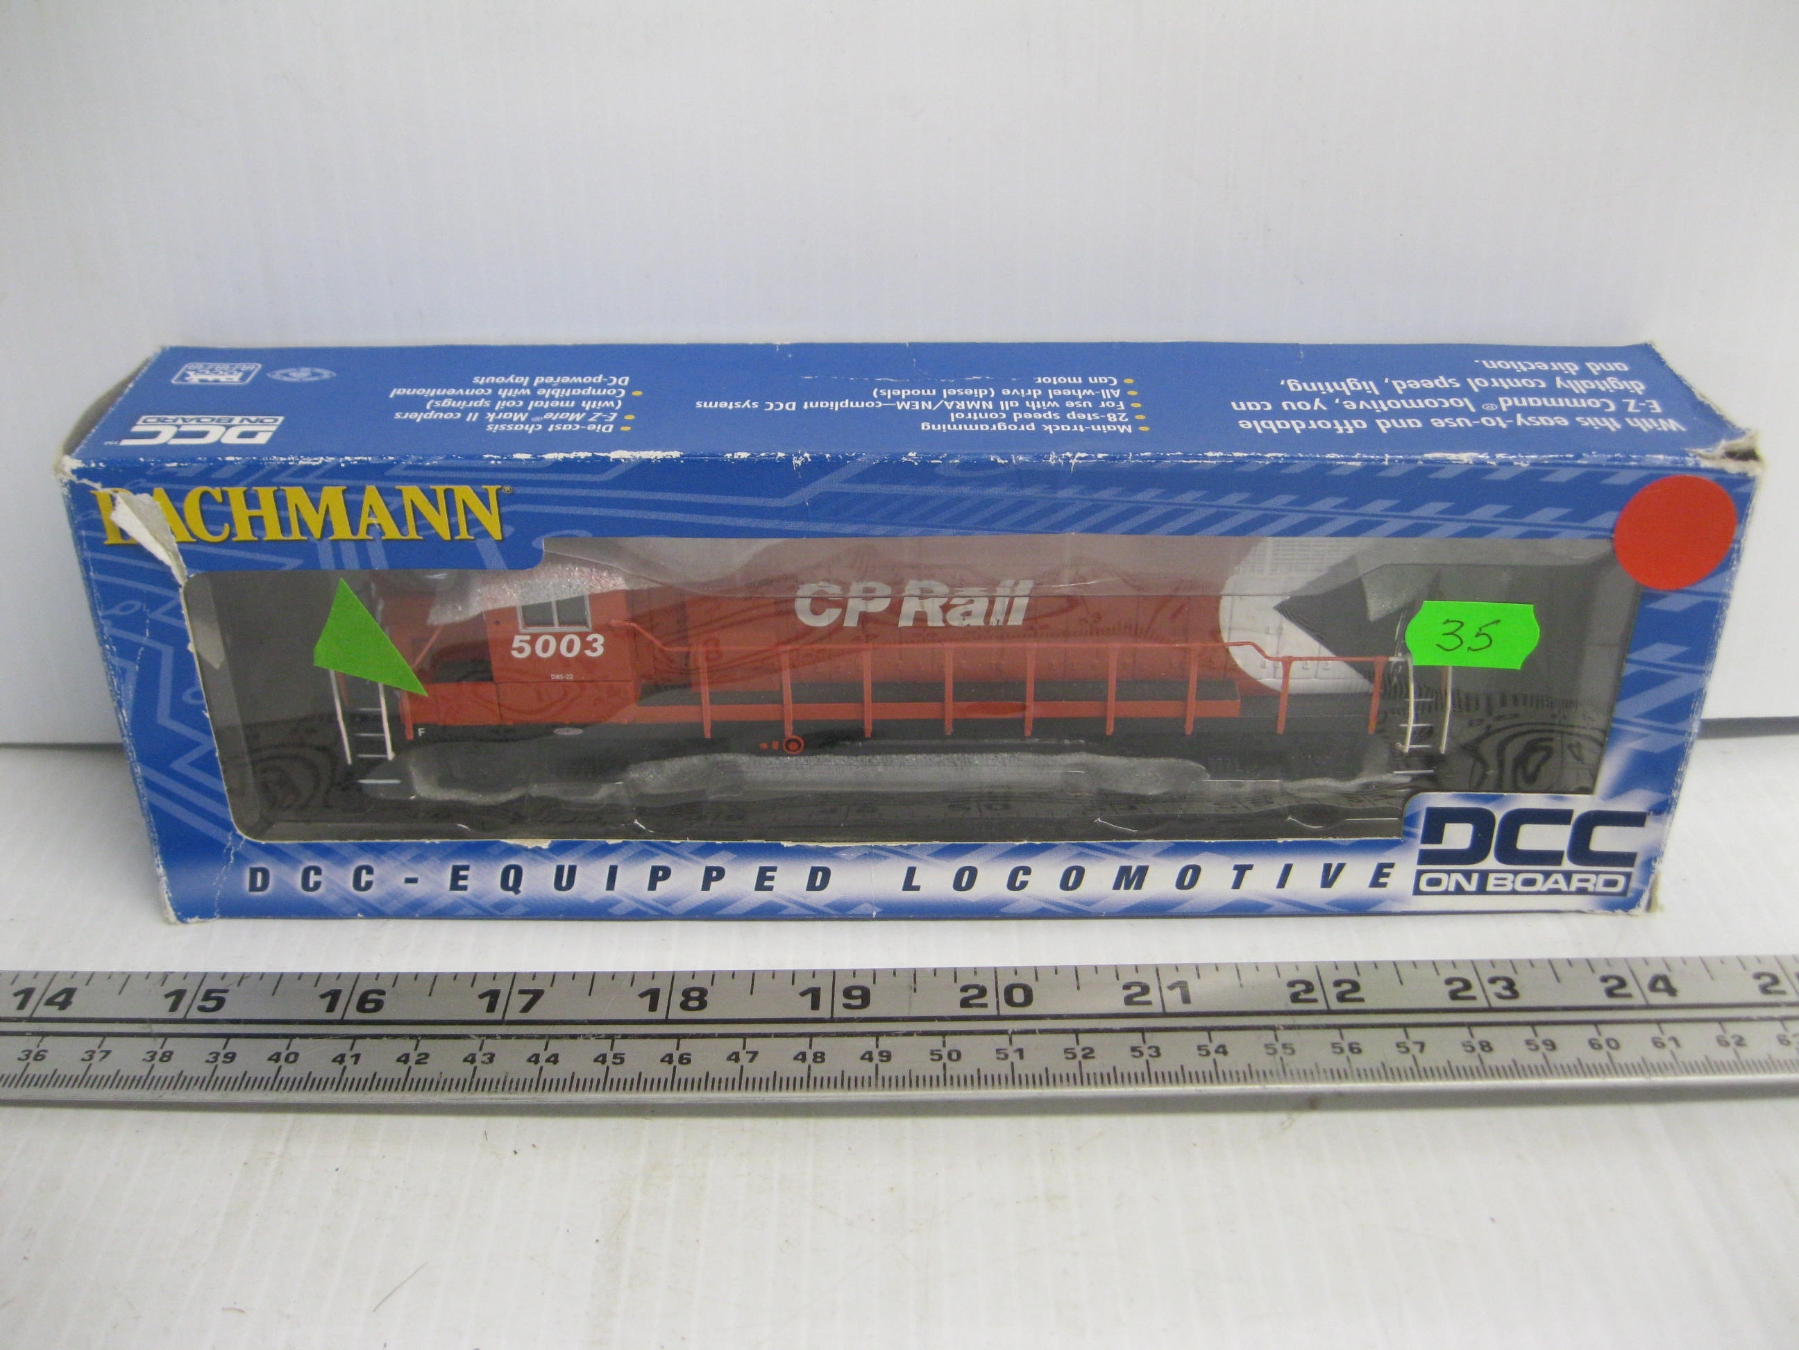 With this easy-to-use and affordable
E-Z Command® locomotive, you can
digitally control speed, lighting,
and direction.
• Main-track programming
• 28-step speed control
• For use with all NMRA/NEM—compliant DCC systems
• All-wheel drive (diesel models)
• Can motor
• Die-cast chassis
• E-Z Mate® Mark II couplers
(with metal coil springs)
• Compatible with conventional
DC-powered layouts
DCC™
ON BOARD
BACHMANN®
CP Rail
5003
35
F
DCC-EQUIPPED LOCOMOTIVE
DCC
ON BOARD
14 15 16 17 18 19 20 21 22 23 24
36 37 38 39 40 41 42 43 44 45 46 47 48 49 50 51 52 53 54 55 56 57 58 59 60 61 62